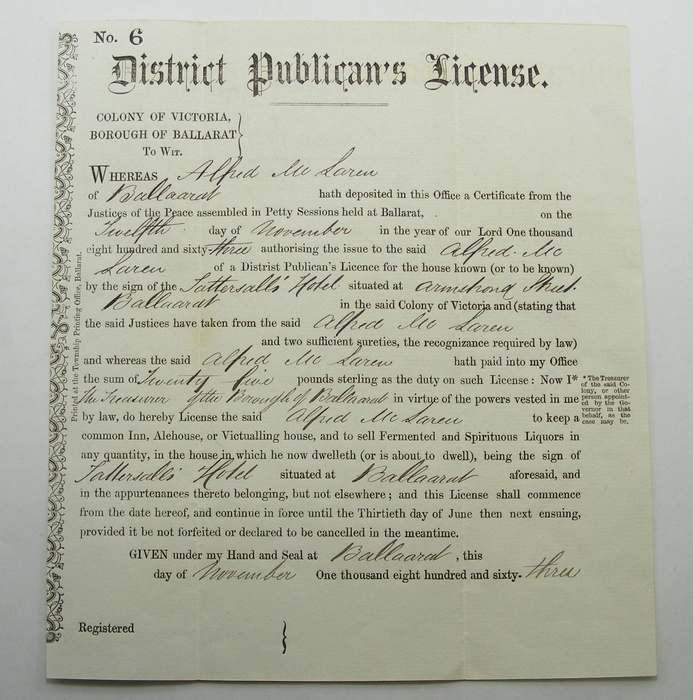 No. 6
District Publican's License.
COLONY OF VICTORIA,
BOROUGH OF BALLARAT
To Wit.
WHEREAS Alfred Mc Laren
of Ballaarat hath deposited in this Office a Certificate from the
Justices of the Peace assembled in Petty Sessions held at Ballarat, on the
Twelfth day of November in the year of our Lord One thousand
eight hundred and sixty-three authorising the issue to the said Alfred Mc
Laren of a District Publican's Licence for the house known (or to be known)
by the sign of the Tattersalls Hotel situated at Armstrong Street.
Ballaarat in the said Colony of Victoria and (stating that
the said Justices have taken from the said Alfred Mc Laren
and two sufficient sureties, the recognizance required by law)
and whereas the said Alfred Mc Laren hath paid into my Office
the sum of Twenty five pounds sterling as the duty on such License: Now I*
the Treasurer of the Borough of Ballaarat in virtue of the powers vested in me
by law, do hereby License the said Alfred Mc Laren to keep a
common Inn, Alehouse, or Victualling house, and to sell Fermented and Spirituous Liquors in
any quantity, in the house in which he now dwelleth (or is about to dwell), being the sign of
Tattersalls Hotel situated at Ballaarat aforesaid, and
in the appurtenances thereto belonging, but not elsewhere; and this License shall commence
from the date hereof, and continue in force until the Thirtieth day of June then next ensuing,
provided it be not forfeited or declared to be cancelled in the meantime.
GIVEN under my Hand and Seal at Ballaarat, this
day of November One thousand eight hundred and sixty-three
Registered
* The Treasurer
of the said Co-
lony, or other
person appoint-
ed by the Go-
vernor in that
behalf, as the
case may be.
Printed at the Township Printing Office, Ballarat.